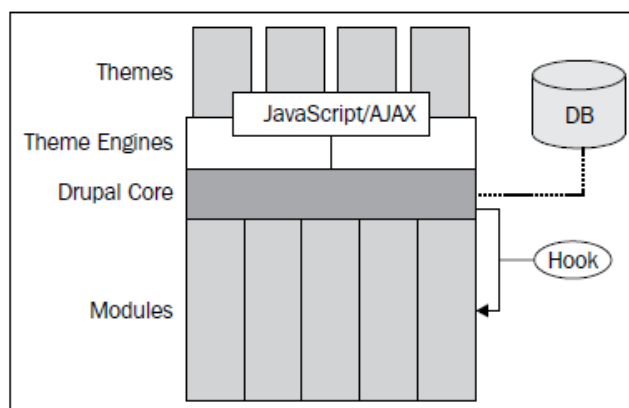 Themes
JavaScript/AJAX
DB
Theme Engines
Drupal Core
Hook
Modules